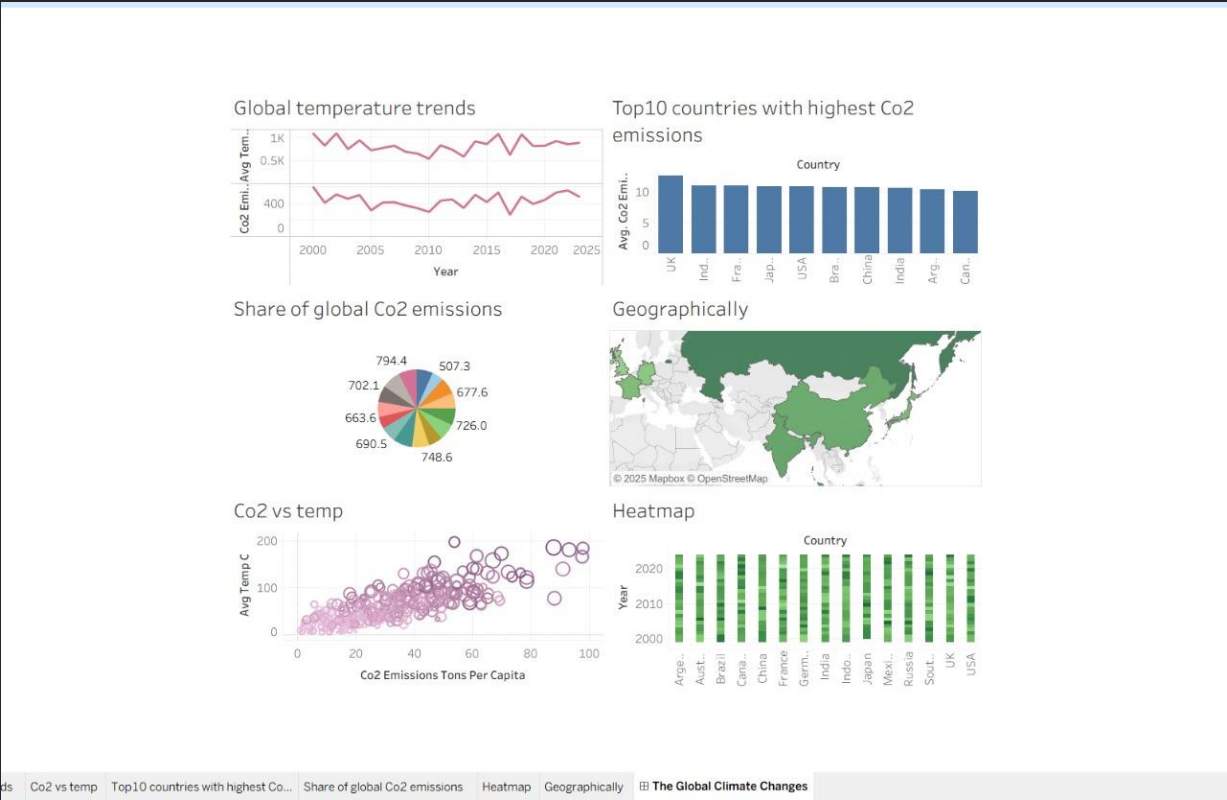 Global temperature trends
Avg Tem..
1K
0.5K
Co2 Emi..
400
0
2000 2005 2010 2015 2020 2025
Year
Top10 countries with highest Co2
emissions
Country
Avg. Co2 Emi..
10
5
0
UK Ind.. Fra.. Jap.. USA Bra.. China India Arg.. Can..
Share of global Co2 emissions
794.4 507.3
702.1 677.6
663.6 726.0
690.5
748.6
Geographically
© 2025 Mapbox © OpenStreetMap
Co2 vs temp
Avg Temp C
200
100
0
0 20 40 60 80 100
Co2 Emissions Tons Per Capita
Heatmap
Country
Year
2020
2010
2000
Arge.. Aust.. Brazil Cana.. China France Germ.. India Indo.. Japan Mexi.. Russia Sout.. UK USA
ds Co2 vs temp Top10 countries with highest Co... Share of global Co2 emissions Heatmap Geographically The Global Climate Changes